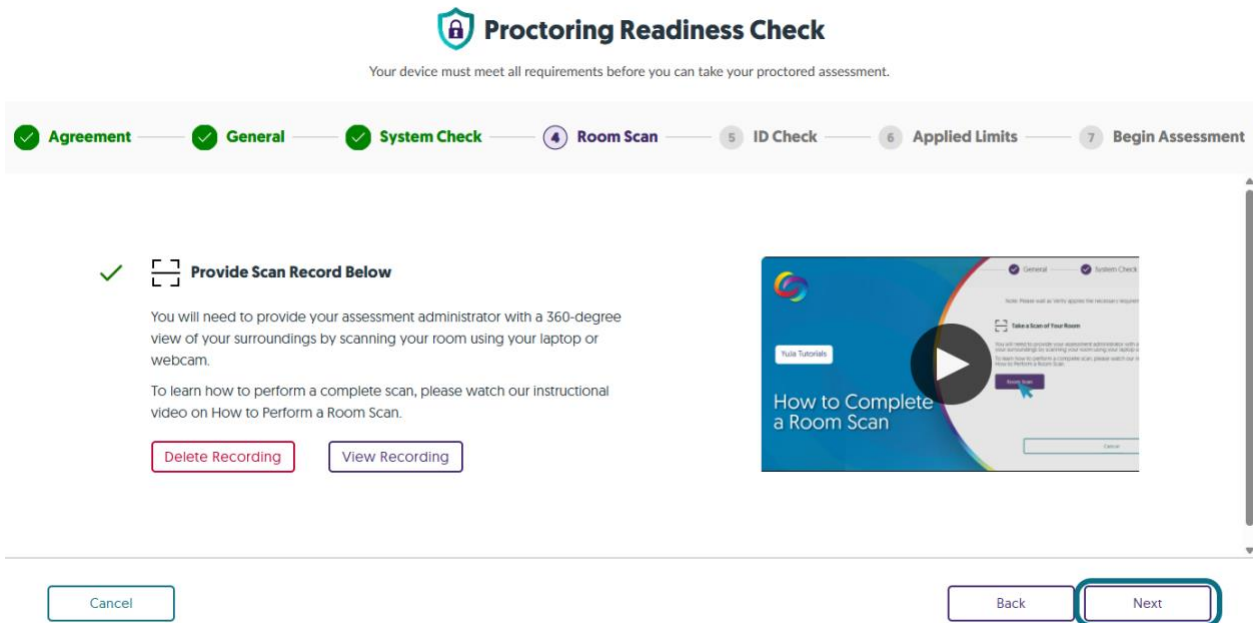 Proctoring Readiness Check
Your device must meet all requirements before you can take your proctored assessment.
Agreement
General
System Check
4 Room Scan
5 ID Check
6 Applied Limits
7 Begin Assessment
Provide Scan Record Below
You will need to provide your assessment administrator with a 360-degree
view of your surroundings by scanning your room using your laptop or
webcam.
To learn how to perform a complete scan, please watch our instructional
video on How to Perform a Room Scan.
Delete Recording
View Recording
YuJa Tutorials
How to Complete
a Room Scan
General
System Check
Take a Scan of Your Room
Room Scan
Cancel
Cancel
Back
Next